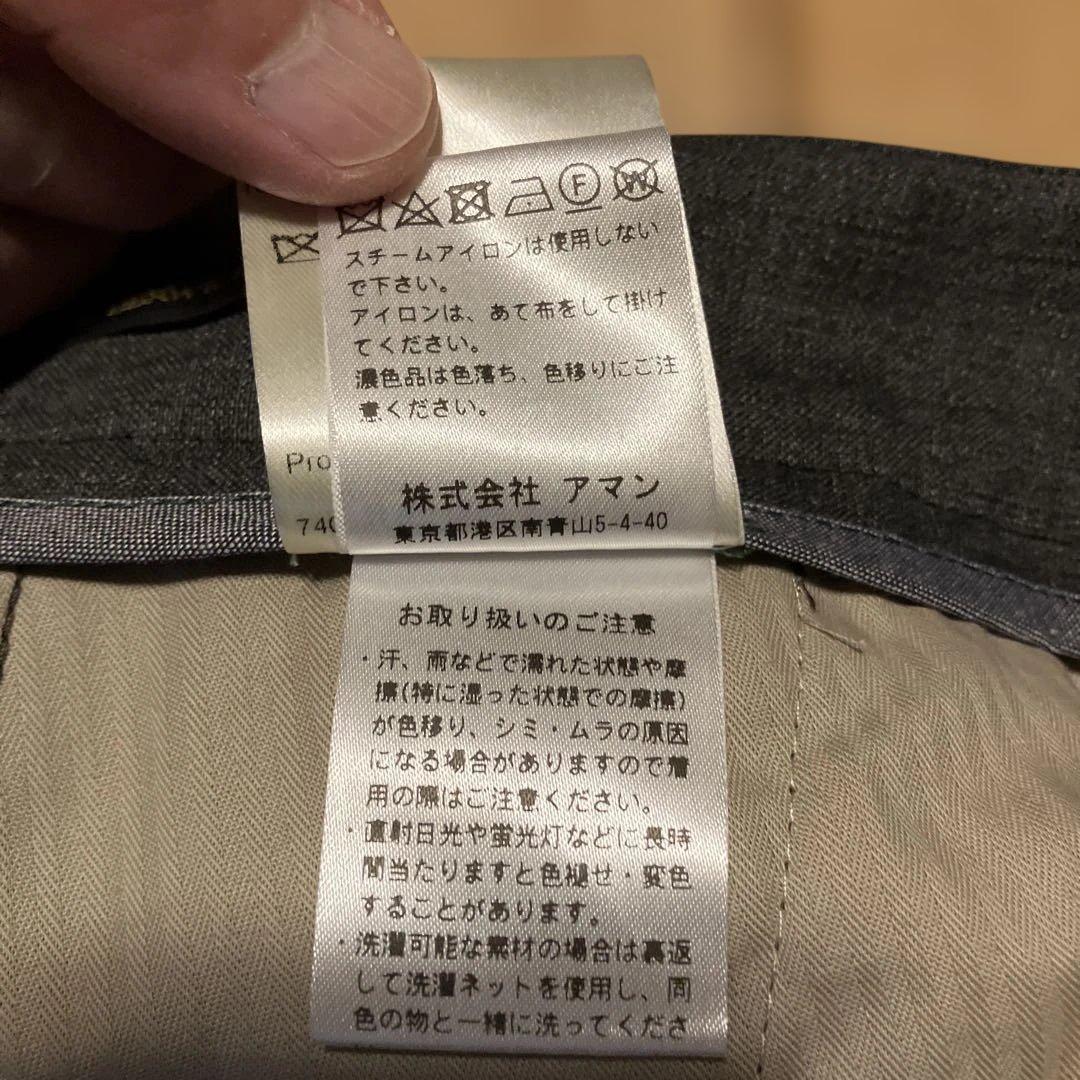 F
W
スチームアイロンは使用しない
で下さい。
アイロンは、あて布をして掛け
てください。
濃色品は色落ち、色移りにご注
意ください。
Pro
740
株式会社 アマン
東京都港区南青山5-4-40
お取り扱いのご注意
・汗、雨などで濡れた状態や摩
擦(特に湿った状態での摩擦)
が色移り、シミ・ムラの原因
になる場合がありますので着
用の際はご注意ください。
・直射日光や蛍光灯などに長時
間当たりますと色褪せ・変色
することがあります。
・洗濯可能な素材の場合は裏返
して洗濯ネットを使用し、同
色の物と一緒に洗ってくださ